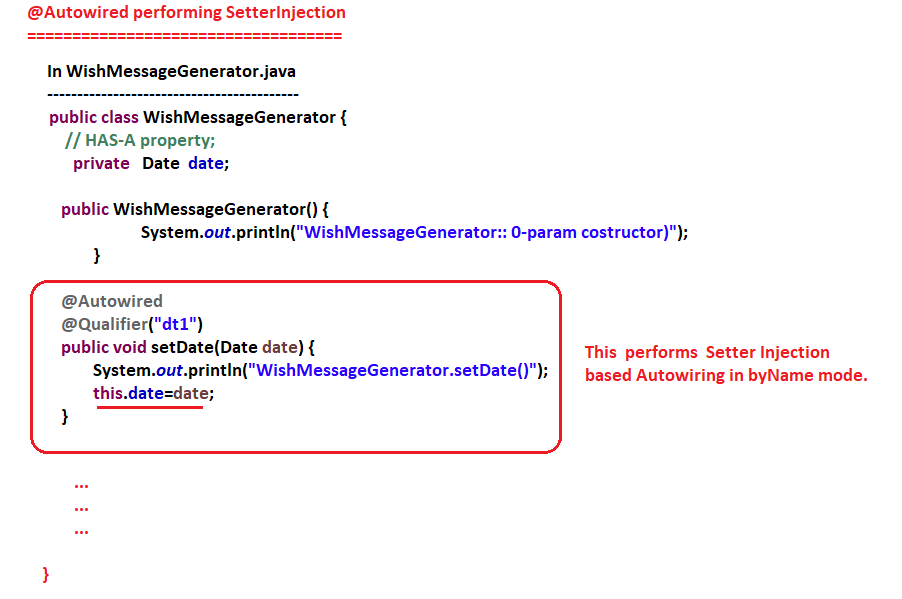 @Autowired performing SetterInjection
===================================
In WishMessageGenerator.java
------------------------------------------
public class WishMessageGenerator {
// HAS-A property;
private Date date;
public WishMessageGenerator() {
System.out.println("WishMessageGenerator:: 0-param costructor)");
}
@Autowired
@Qualifier("dt1")
public void setDate(Date date) {
System.out.println("WishMessageGenerator.setDate()");
this.date=date;
}
This performs Setter Injection
based Autowiring in byName mode.
...
...
...
}